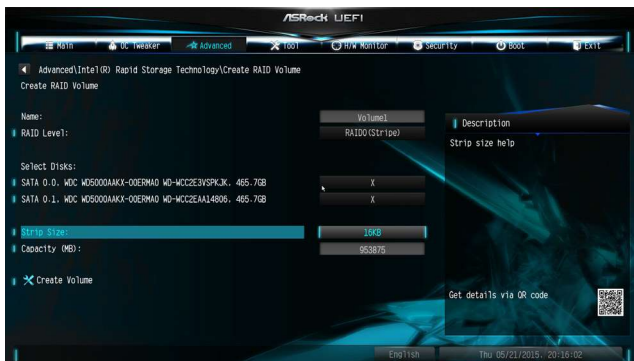 ASRock UEFI
Main OC Tweaker Advanced Tool H/W Monitor Security Boot Exit
Advanced\Intel(R) Rapid Storage Technology\Create RAID Volume
Create RAID Volume
Name: Volume1
RAID Level: RAID0(Stripe)
Select Disks:
SATA 0.0, WDC WD5000AAKX-00ERMA0 WD-WCC2E3VSPKJK, 465.7GB X
SATA 0.1, WDC WD5000AAKX-00ERMA0 WD-WCC2EAA14806, 465.7GB X
Strip Size: 16KB
Capacity (MB): 953875
Create Volume
Description
Strip size help
Get details via QR code
English Thu 05/21/2015, 20:16:02